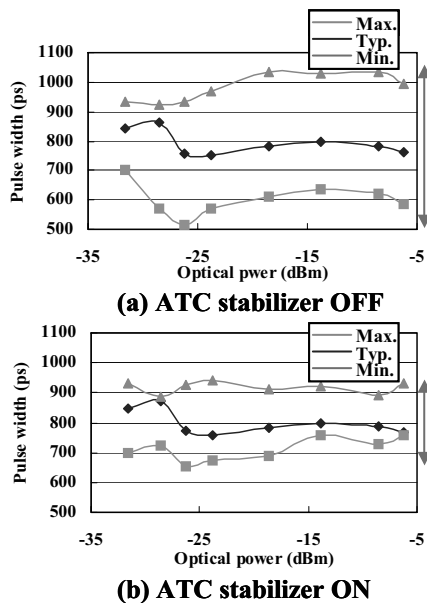 Max.
Typ.
Min.
1100
1000
900
800
700
600
500
Pulse width (ps)
-35
-25
-15
-5
Optical power (dBm)
(a) ATC stabilizer OFF
Max.
Typ.
Min.
1100
1000
900
800
700
600
500
Pulse width (ps)
-35
-25
-15
-5
Optical power (dBm)
(b) ATC stabilizer ON